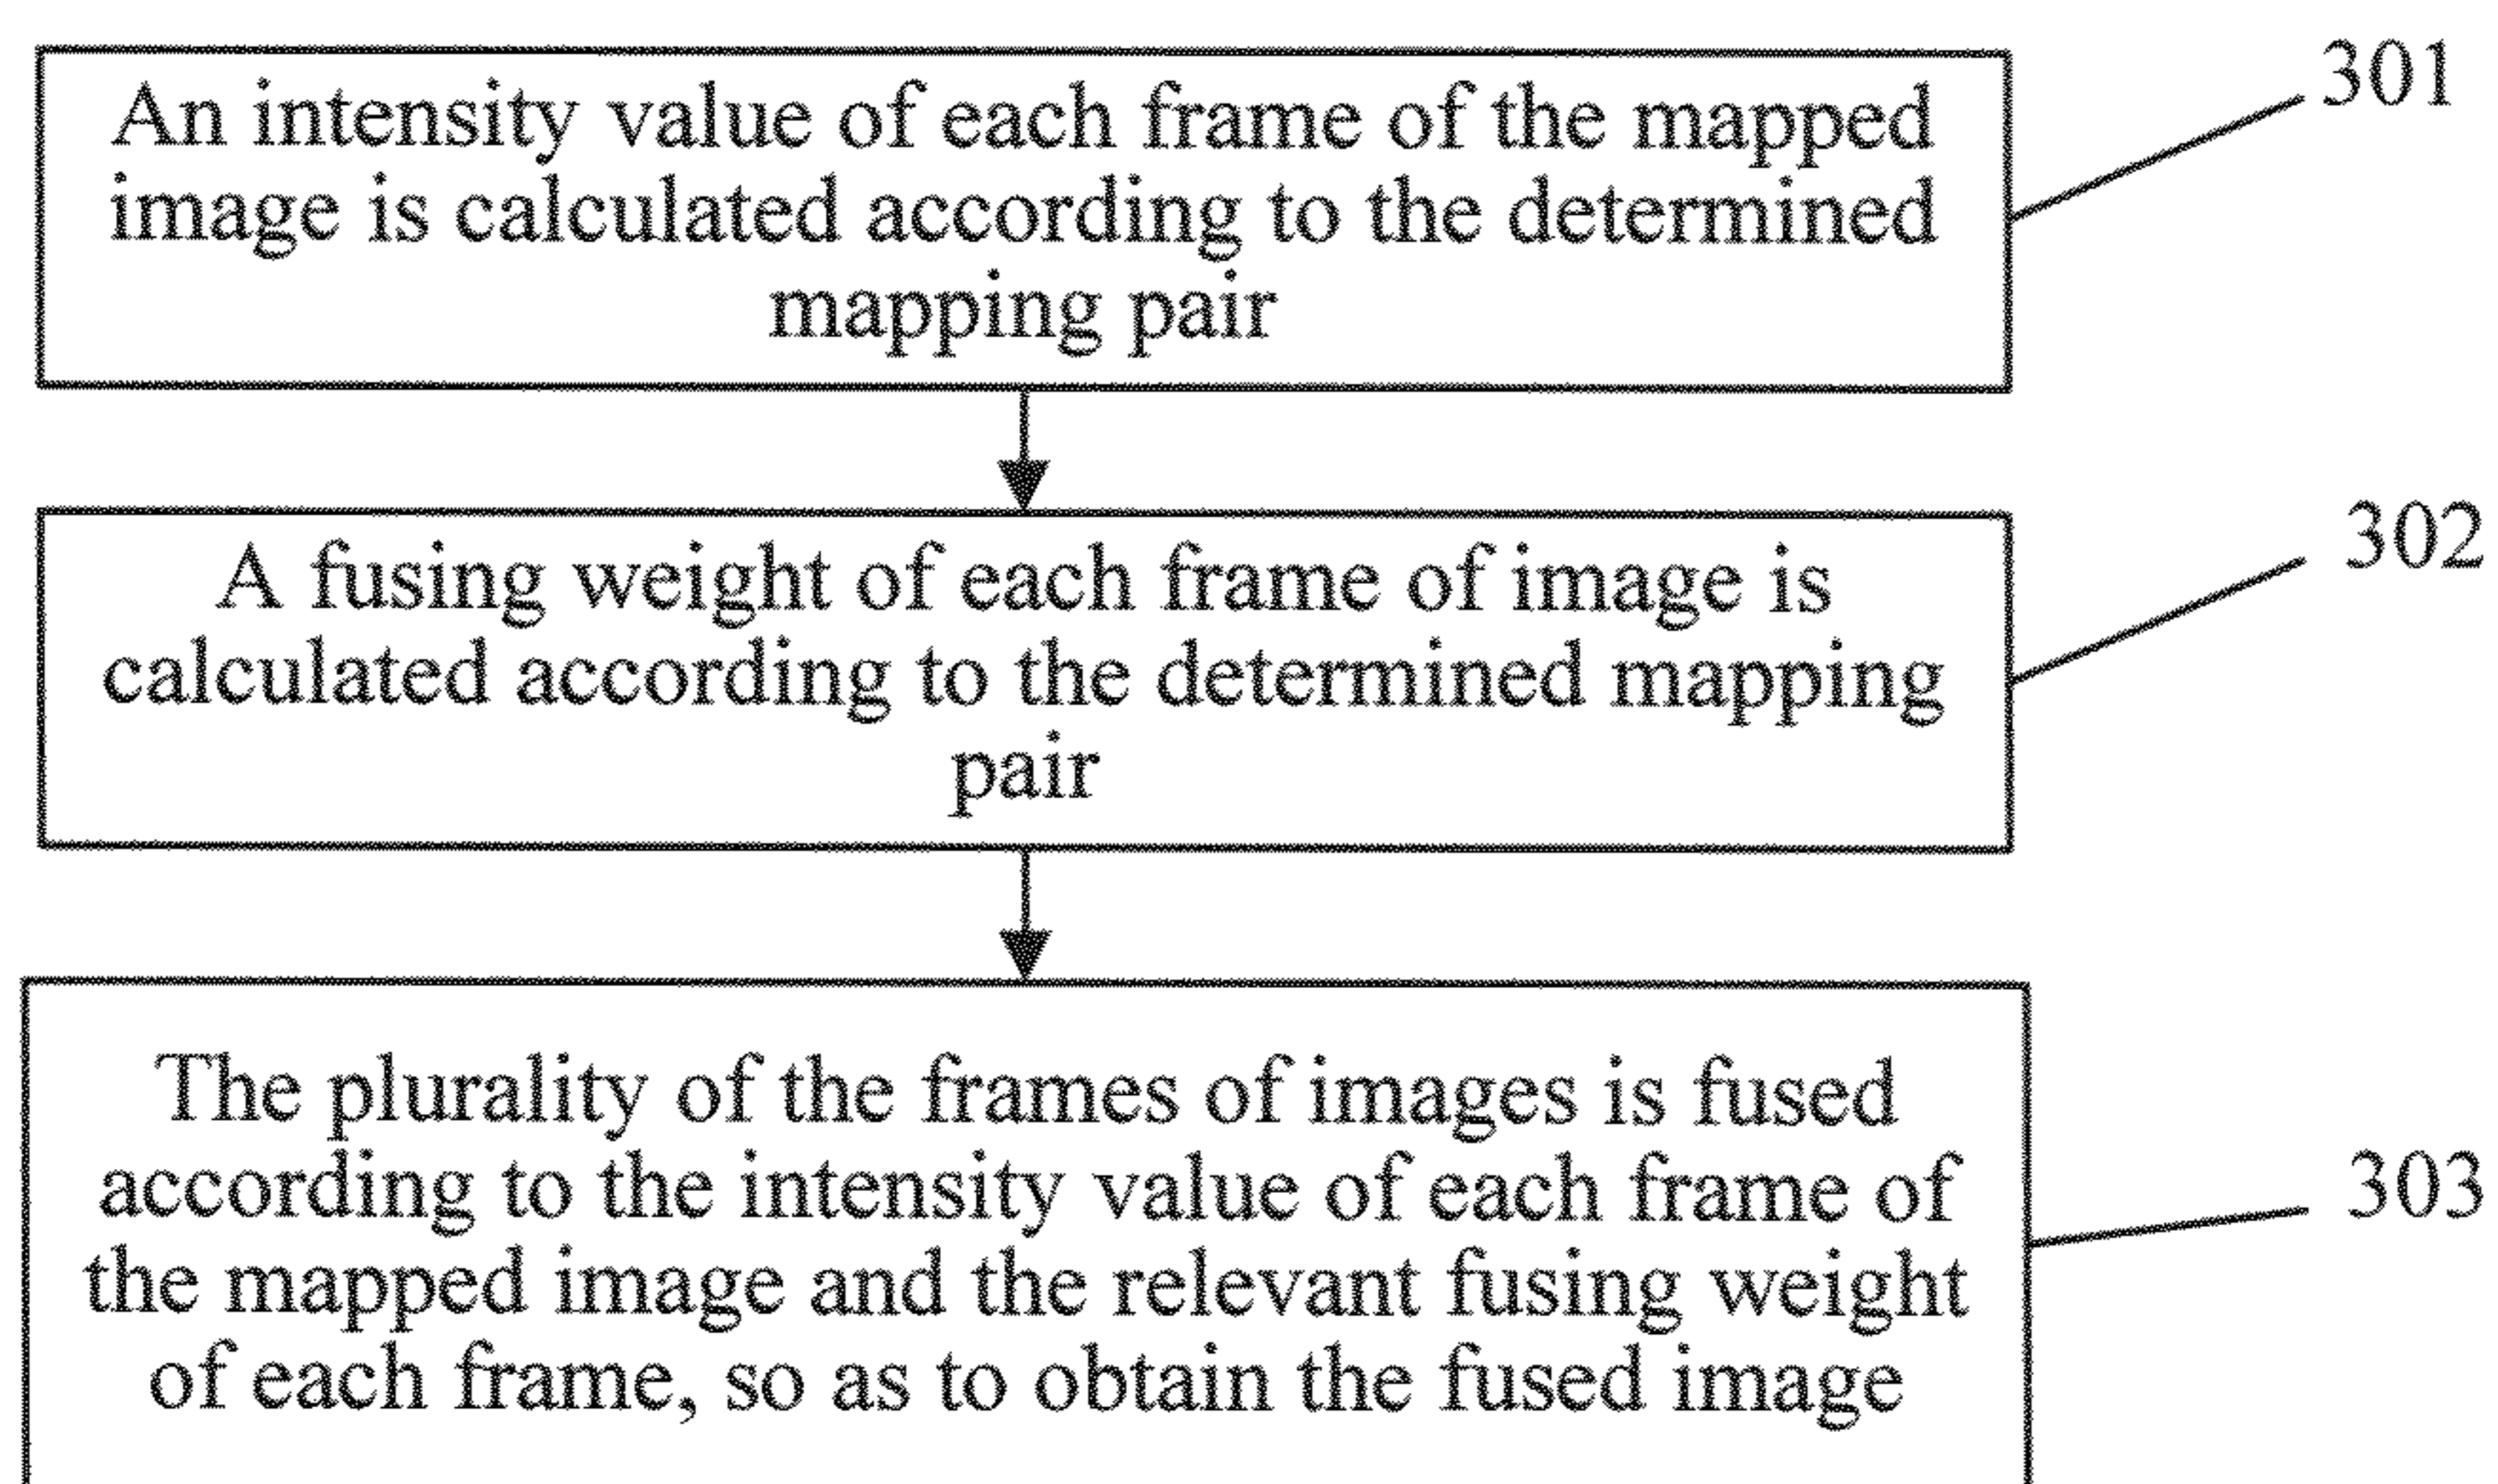 An intensity value of each frame of the mapped
image is calculated according to the determined
mapping pair
301
A fusing weight of each frame of image is
calculated according to the determined mapping
pair
302
The plurality of the frames of images is fused
according to the intensity value of each frame of
the mapped image and the relevant fusing weight
of each frame, so as to obtain the fused image
303